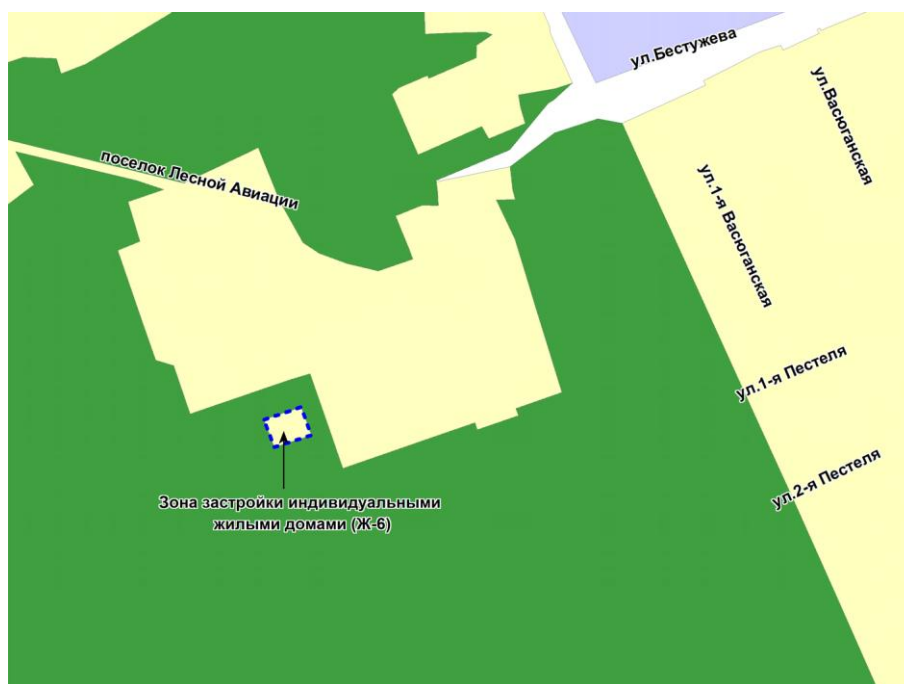 ул.Бестужева
ул.Васюганская
поселок Лесной Авиации
ул.1-я Васюганская
ул.1-я Пестеля
ул.2-я Пестеля
Зона застройки индивидуальными
жилыми домами (Ж-6)